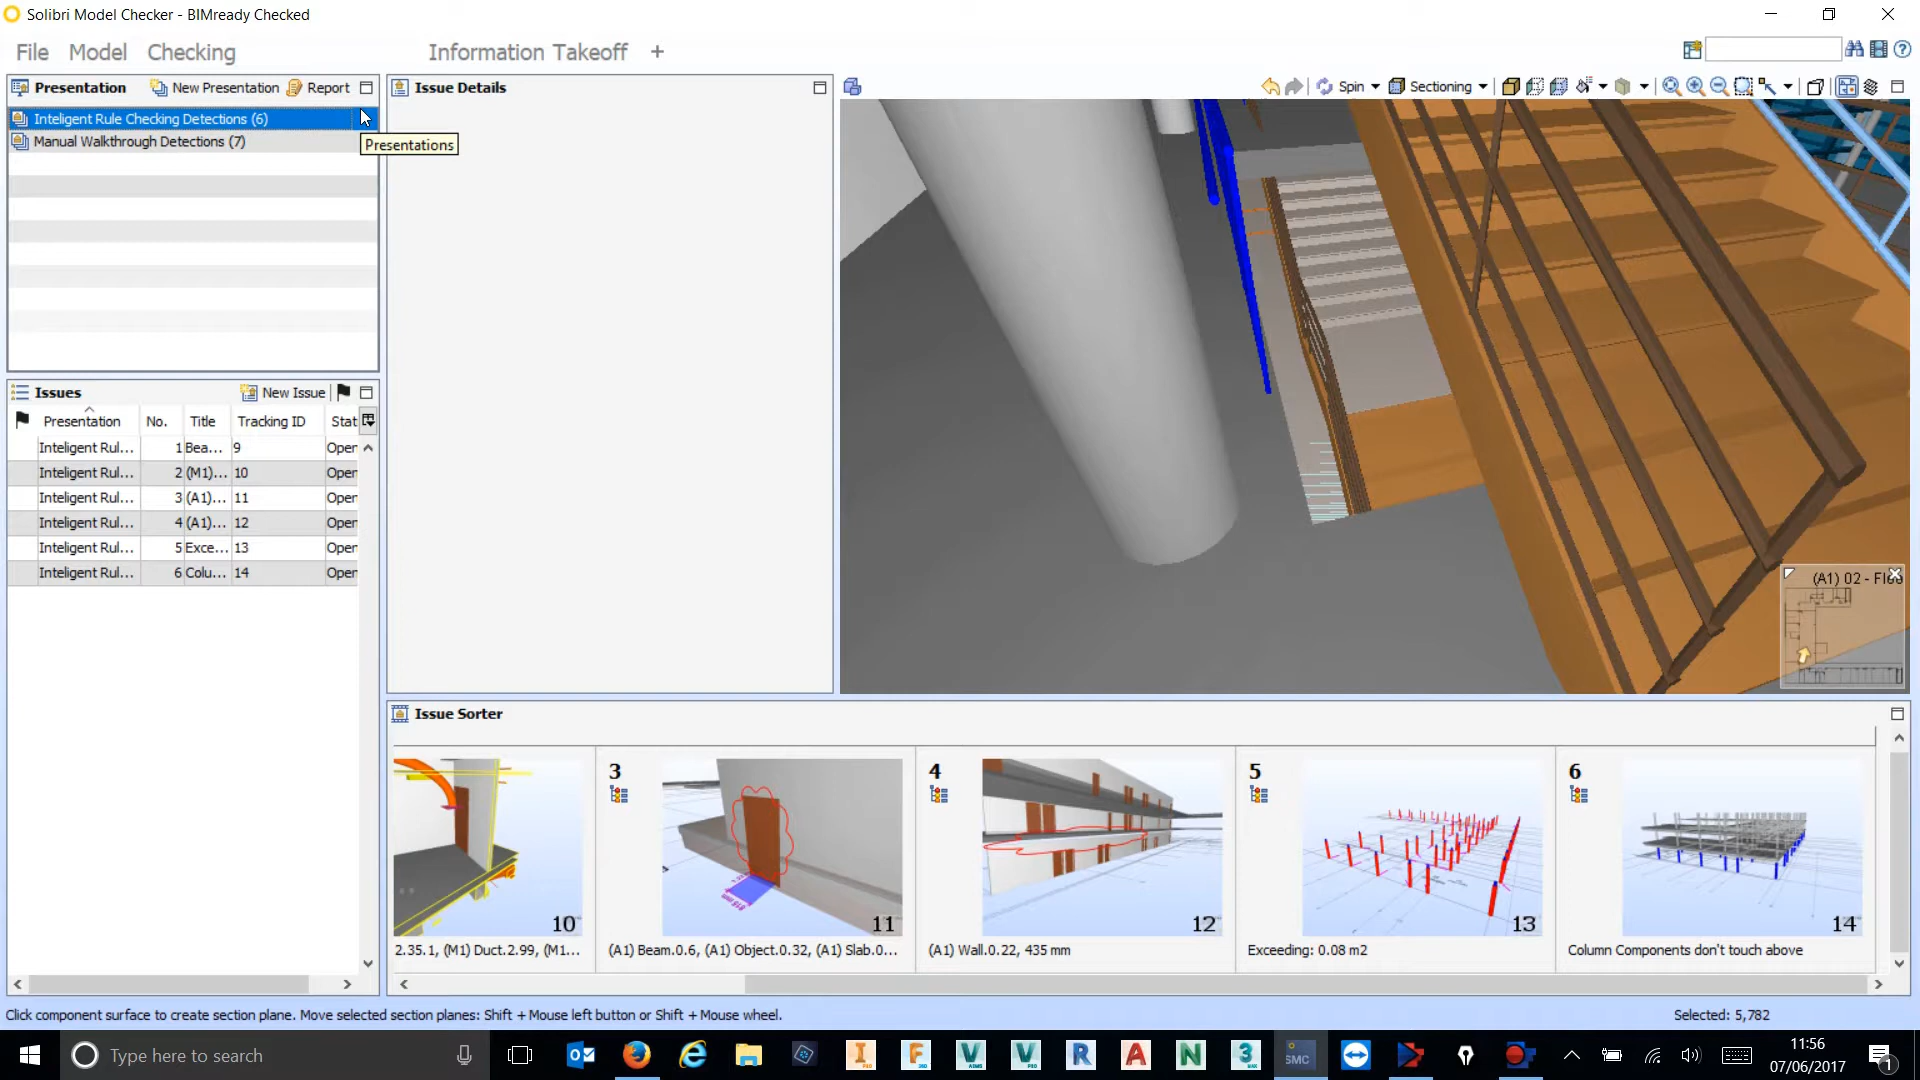 Solibri Model Checker - BIMready Checked
File Model Checking Information Takeoff +
Presentation New Presentation Report
Issue Details
Spin Sectioning
Inteligent Rule Checking Detections (6)
Manual Walkthrough Detections (7)
Presentations
Issues New Issue
Presentation No. Title Tracking ID Stat
Inteligent Rul... 1 Bea... 9 Oper
Inteligent Rul... 2 (M1)... 10 Oper
Inteligent Rul... 3 (A1)... 11 Oper
Inteligent Rul... 4 (A1)... 12 Oper
Inteligent Rul... 5 Exce... 13 Oper
Inteligent Rul... 6 Colu... 14 Oper
(A1) 02 - Floo
Issue Sorter
3 4 5 6
10 11 12 13 14
2.35.1, (M1) Duct.2.99, (M1...
(A1) Beam.0.6, (A1) Object.0.32, (A1) Slab.0...
(A1) Wall.0.22, 435 mm
Exceeding: 0.08 m2
Column Components don't touch above
Click component surface to create section plane. Move selected section planes: Shift + Mouse left button or Shift + Mouse wheel.
Selected: 5,782
Type here to search
SMC
11:56
07/06/2017
1